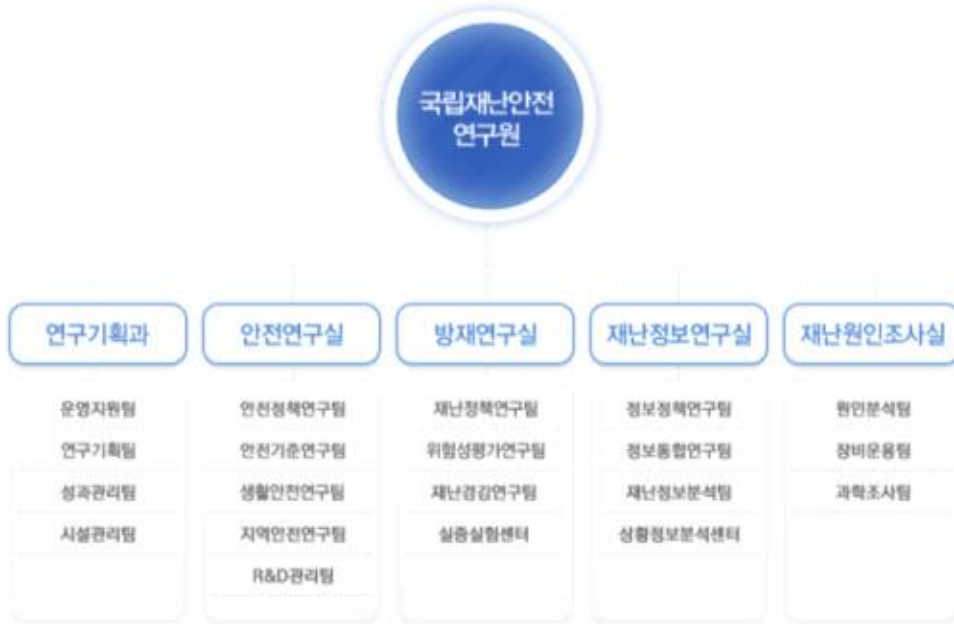 국립재난안전
연구원
연구기획과
운영지원팀
연구기획팀
성과관리팀
시설관리팀
안전연구실
안전정책연구팀
안전기준연구팀
생활안전연구팀
지역안전연구팀
R&D관리팀
방재연구실
재난정책연구팀
위험성평가연구팀
재난경감연구팀
실증실험센터
재난정보연구실
정보정책연구팀
정보통합연구팀
재난정보분석팀
상황정보분석센터
재난원인조사실
원인분석팀
장비운용팀
과학조사팀